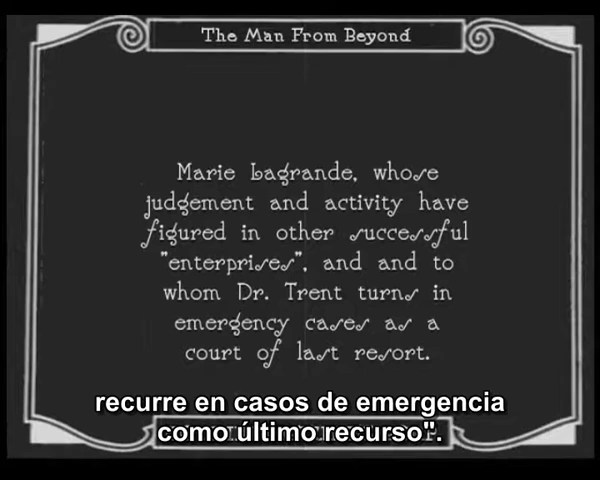 The Man From Beyond
Marie Lagrande, whose
judgement and activity have
figured in other successful
"enterprises", and and to
whom Dr. Trent turns in
emergency cases as a
court of last resort.
recurre en casos de emergencia
como último recurso".